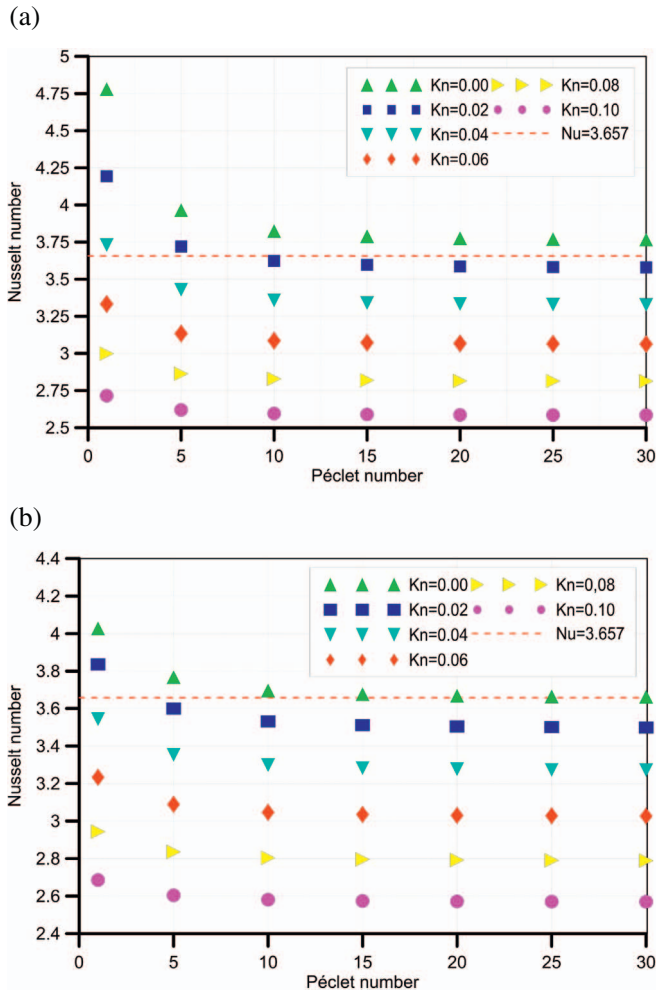 (a)
5
4.75
4.5
4.25
4
3.75
3.5
3.25
3
2.75
2.5
Nusselt number
Kn=0.00 Kn=0.08
Kn=0.02 Kn=0.10
Kn=0.04 Nu=3.657
Kn=0.06
0 5 10 15 20 25 30
Péclet number
(b)
4.4
4.2
4
3.8
3.6
3.4
3.2
3
2.8
2.6
2.4
Nusselt number
Kn=0.00 Kn=0,08
Kn=0.02 Kn=0.10
Kn=0.04 Nu=3.657
Kn=0.06
0 5 10 15 20 25 30
Péclet number